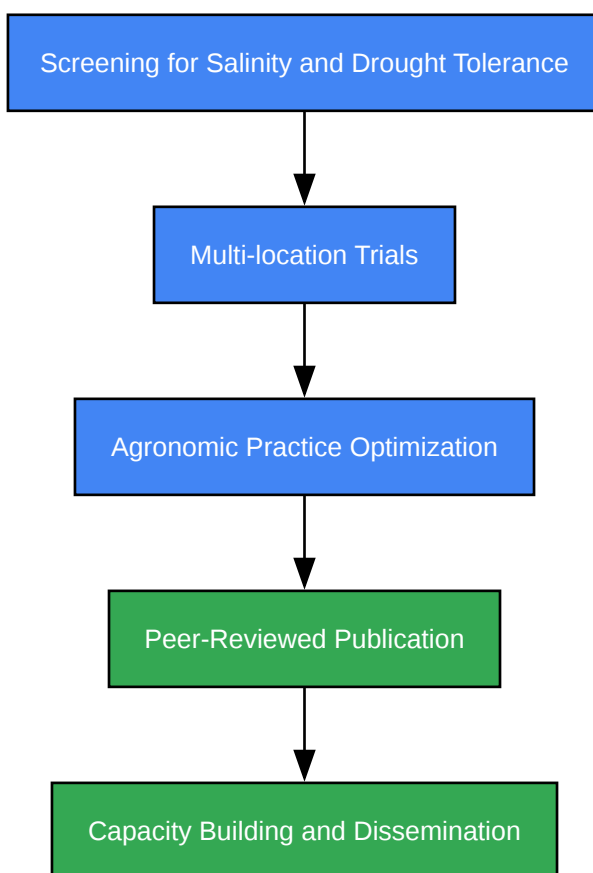 Screening for Salinity and Drought Tolerance
Multi-location Trials
Agronomic Practice Optimization
Peer-Reviewed Publication
Capacity Building and Dissemination